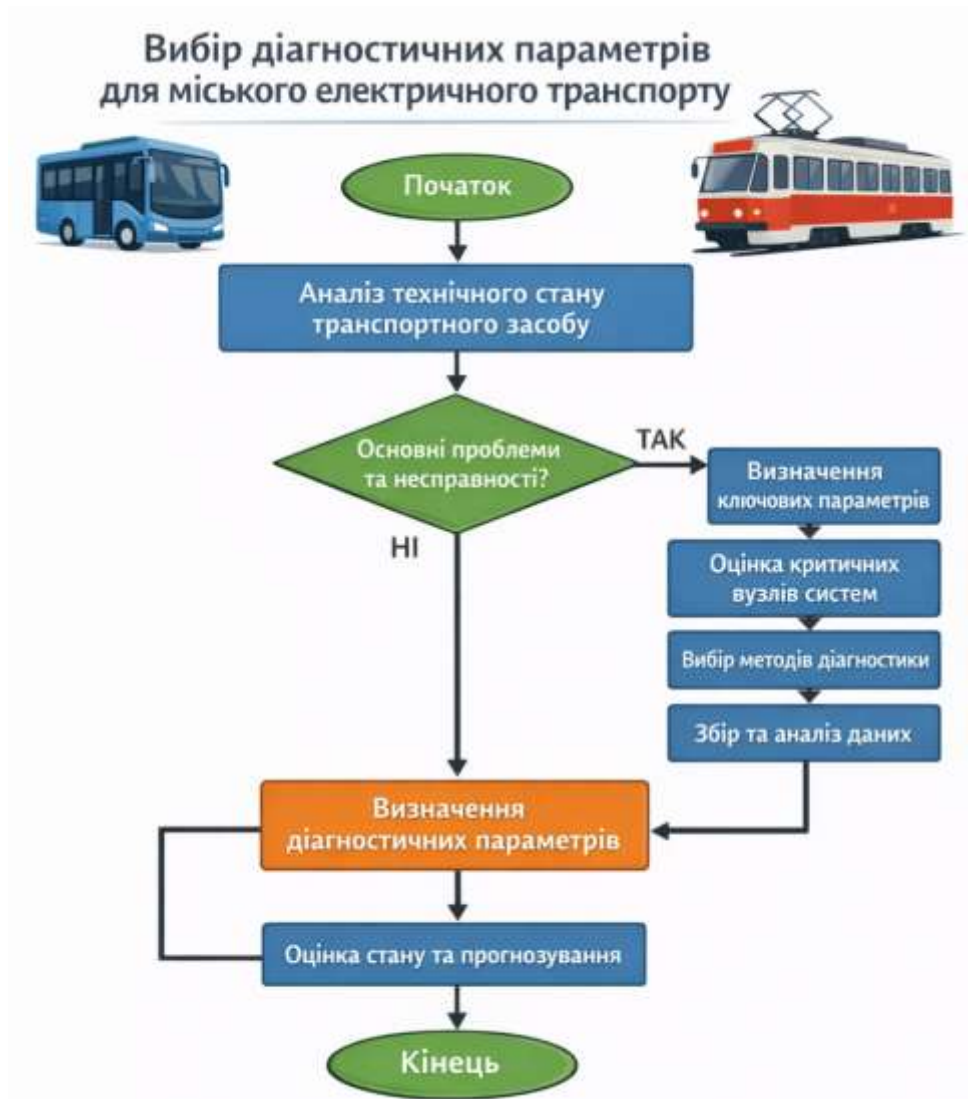 Вибір діагностичних параметрів
для міського електричного транспорту
Початок
Аналіз технічного стану
транспортного засобу
Основні проблеми
та несправності?
ТАК
Визначення
ключових параметрів
НІ
Оцінка критичних
вузлів систем
Вибір методів діагностики
Збір та аналіз даних
Визначення
діагностичних параметрів
Оцінка стану та прогнозування
Кінець